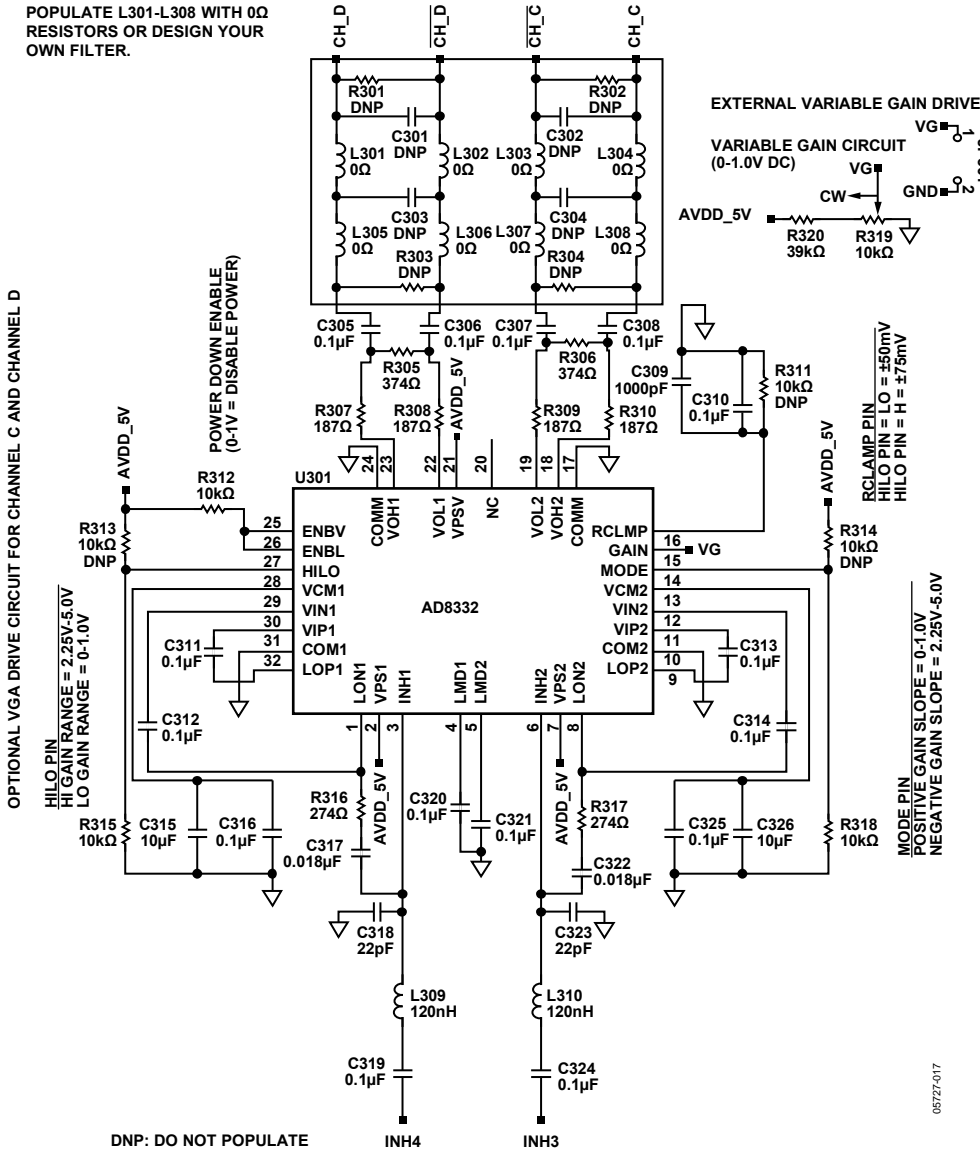 POPULATE L301-L308 WITH 0Ω
RESISTORS OR DESIGN YOUR
OWN FILTER.
CH_D
CH_D
CH_C
CH_C
R301
DNP
R302
DNP
C301
DNP
C302
DNP
L301
0Ω
L302
0Ω
L303
0Ω
L304
0Ω
C303
DNP
C304
DNP
L305
0Ω
L306
0Ω
L307
0Ω
L308
0Ω
R303
DNP
R304
DNP
EXTERNAL VARIABLE GAIN DRIVE
VG
1
GND
2
VARIABLE GAIN CIRCUIT
(0-1.0V DC)
VG
CW
AVDD_5V
R320
39kΩ
R319
10kΩ
OPTIONAL VGA DRIVE CIRCUIT FOR CHANNEL C AND CHANNEL D
POWER DOWN ENABLE
(0-1V = DISABLE POWER)
C305
0.1µF
C306
0.1µF
C307
0.1µF
C308
0.1µF
R305
374Ω
R306
374Ω
R307
187Ω
R308
187Ω
AVDD_5V
R309
187Ω
R310
187Ω
C309
1000pF
C310
0.1µF
R311
10kΩ
DNP
RCLAMP PIN
HILO PIN = LO = ±50mV
HILO PIN = H = ±75mV
AVDD_5V
R312
10kΩ
R313
10kΩ
DNP
AVDD_5V
R314
10kΩ
DNP
U301
24
23
22
21
20
19
18
17
COMM
VOH1
VOL1
VPSV
NC
VOL2
VOH2
COMM
25
ENBV
26
ENBL
27
HILO
28
VCM1
29
VIN1
30
VIP1
31
COM1
32
LOP1
AD8332
RCLMP
16
GAIN
VG
15
MODE
14
VCM2
13
VIN2
12
VIP2
11
COM2
10
LOP2
9
LON1
VPS1
INH1
LMD1
LMD2
INH2
VPS2
LON2
1
2
3
4
5
6
7
8
HILO PIN
HI GAIN RANGE = 2.25V-5.0V
LO GAIN RANGE = 0-1.0V
C311
0.1µF
C312
0.1µF
C313
0.1µF
C314
0.1µF
R315
10kΩ
C315
10µF
C316
0.1µF
R316
274Ω
AVDD_5V
C317
0.018µF
C320
0.1µF
C321
0.1µF
AVDD_5V
R317
274Ω
C322
0.018µF
C325
0.1µF
C326
10µF
R318
10kΩ
MODE PIN
POSITIVE GAIN SLOPE = 0-1.0V
NEGATIVE GAIN SLOPE = 2.25V-5.0V
C318
22pF
C323
22pF
L309
120nH
L310
120nH
C319
0.1µF
C324
0.1µF
INH4
INH3
DNP: DO NOT POPULATE
05727-017